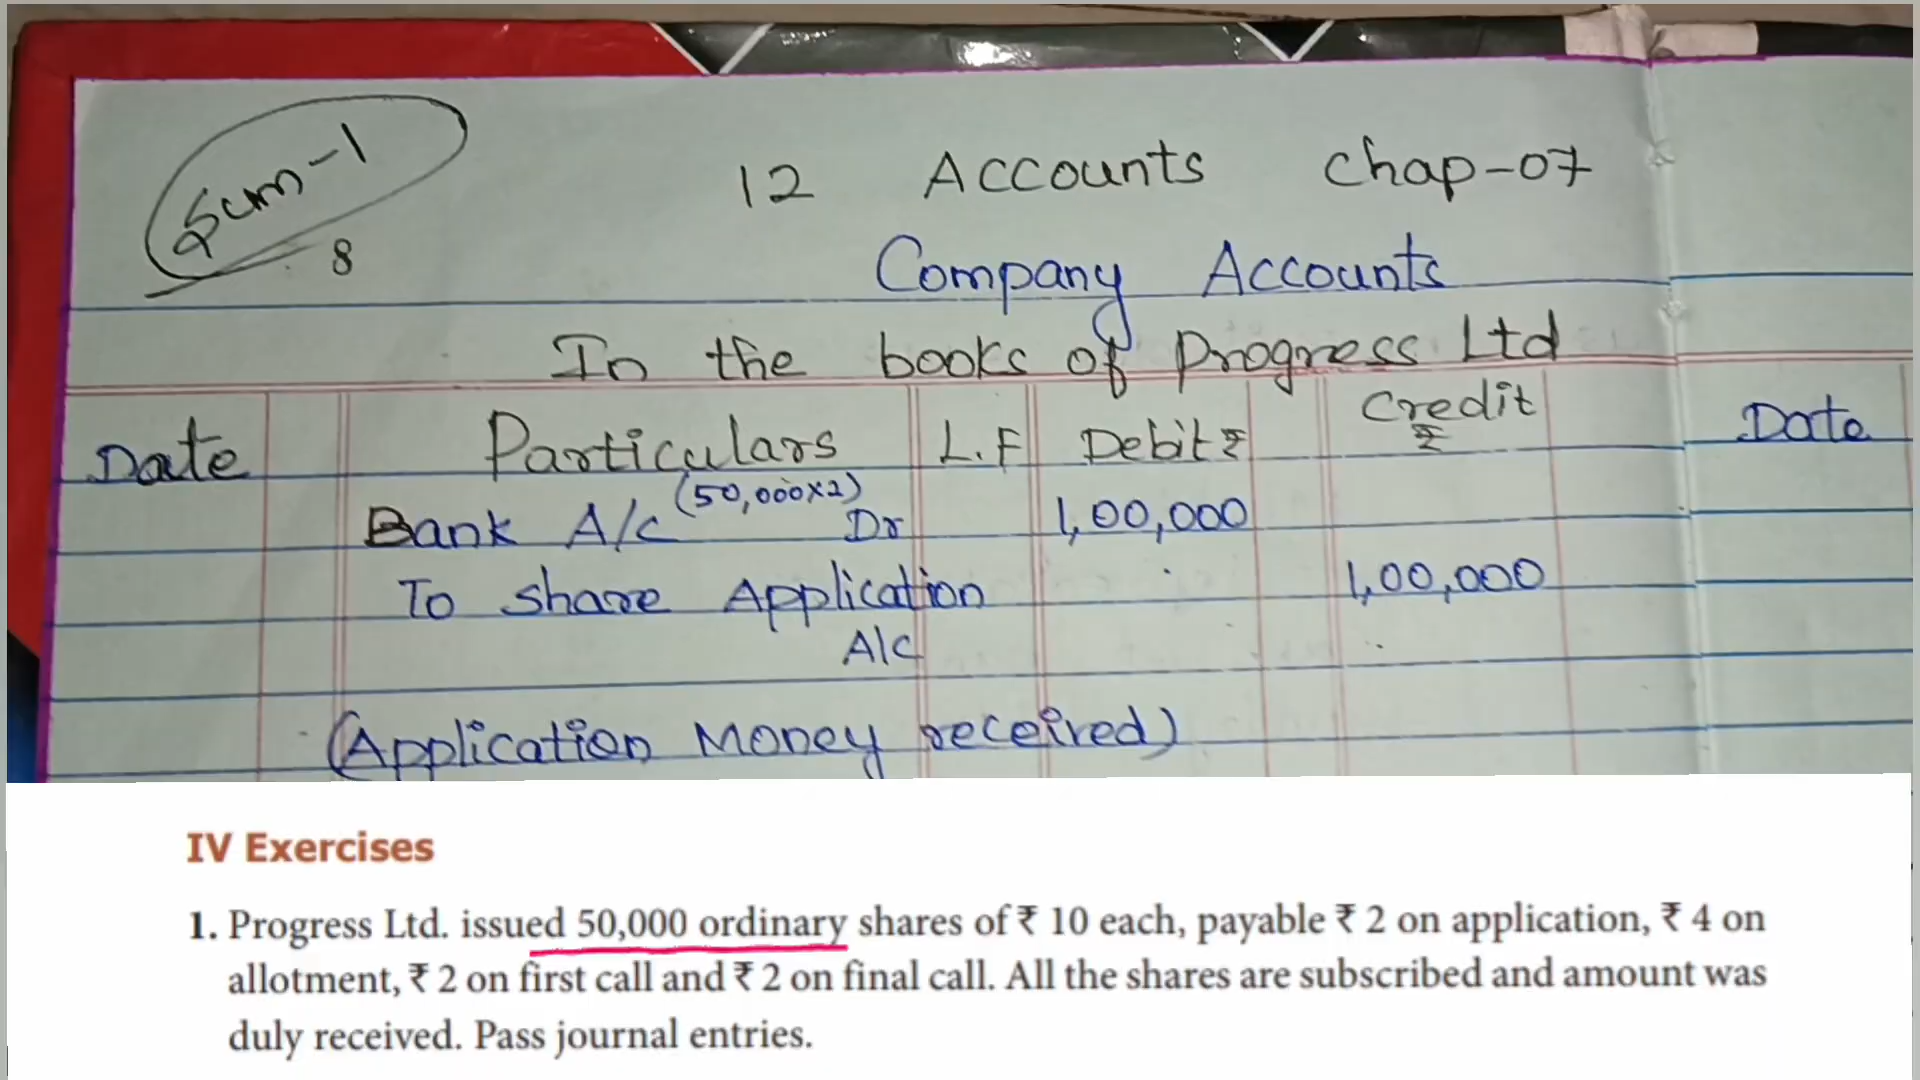 Sum-1
8
12 Accounts Chap-07
Company Accounts
In the books of Progress Ltd
Date Particulars L.F Debit ₹ Credit ₹ Date
Bank A/c (50,000x2) Dr 1,00,000
To share Application 1,00,000
A/c
(Application Money received)
IV Exercises
1. Progress Ltd. issued 50,000 ordinary shares of ₹ 10 each, payable ₹ 2 on application, ₹ 4 on
allotment, ₹ 2 on first call and ₹ 2 on final call. All the shares are subscribed and amount was
duly received. Pass journal entries.